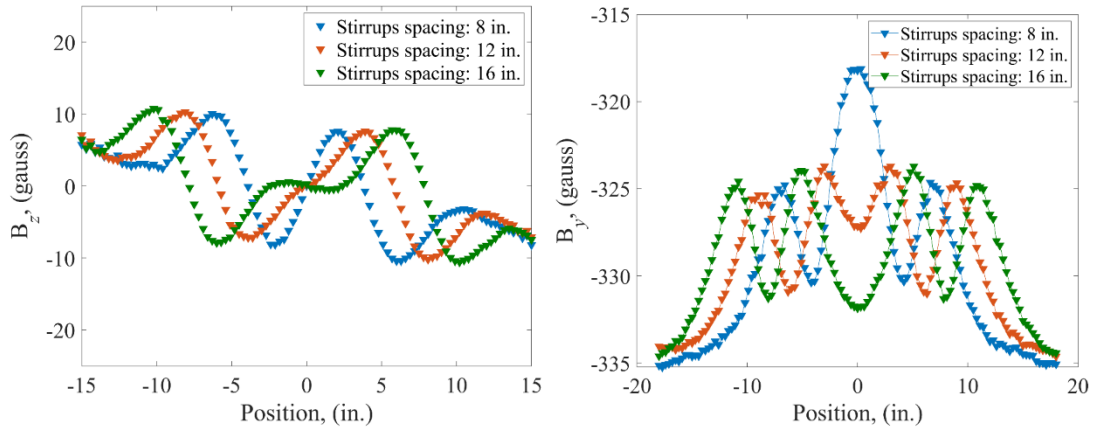 20
10
0
-10
-20
B_z, (gauss)
Stirrups spacing: 8 in.
Stirrups spacing: 12 in.
Stirrups spacing: 16 in.
-15
-10
-5
0
5
10
15
Position, (in.)
-315
-320
-325
-330
-335
B_y, (gauss)
Stirrups spacing: 8 in.
Stirrups spacing: 12 in.
Stirrups spacing: 16 in.
-20
-10
0
10
20
Position, (in.)